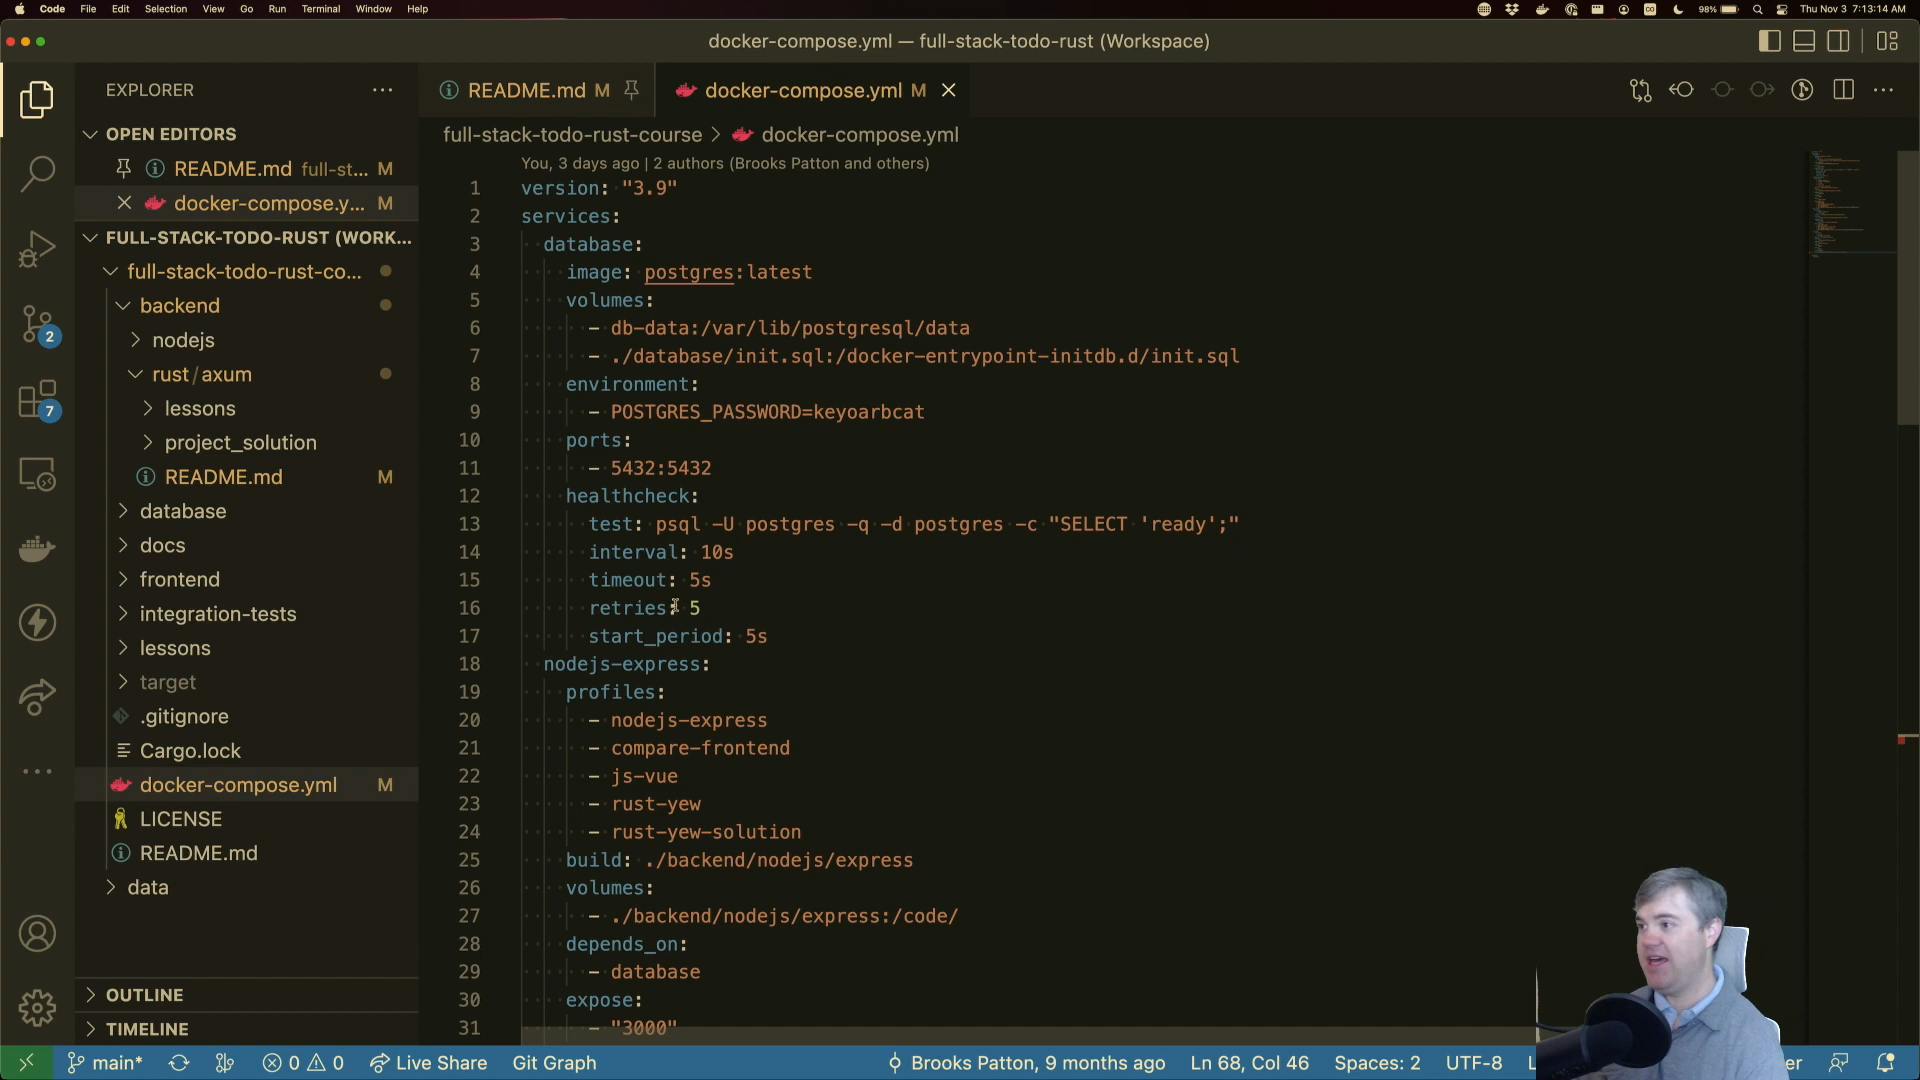 Code File Edit Selection View Go Run Terminal Window Help
98% Thu Nov 3 7:13:14 AM
docker-compose.yml — full-stack-todo-rust (Workspace)
EXPLORER
README.md M
docker-compose.yml M
OPEN EDITORS
README.md full-st... M
docker-compose.y... M
FULL-STACK-TODO-RUST (WORK...
full-stack-todo-rust-co...
backend
nodejs
rust/axum
lessons
project_solution
README.md M
database
docs
frontend
integration-tests
lessons
target
.gitignore
Cargo.lock
docker-compose.yml M
LICENSE
README.md
data
OUTLINE
TIMELINE
2
7
full-stack-todo-rust-course > docker-compose.yml
You, 3 days ago | 2 authors (Brooks Patton and others)
1 version: "3.9"
2 services:
3 database:
4 image: postgres:latest
5 volumes:
6 - db-data:/var/lib/postgresql/data
7 - ./database/init.sql:/docker-entrypoint-initdb.d/init.sql
8 environment:
9 - POSTGRES_PASSWORD=keyoarbcat
10 ports:
11 - 5432:5432
12 healthcheck:
13 test: psql -U postgres -q -d postgres -c "SELECT 'ready';"
14 interval: 10s
15 timeout: 5s
16 retries: 5
17 start_period: 5s
18 nodejs-express:
19 profiles:
20 - nodejs-express
21 - compare-frontend
22 - js-vue
23 - rust-yew
24 - rust-yew-solution
25 build: ./backend/nodejs/express
26 volumes:
27 - ./backend/nodejs/express:/code/
28 depends_on:
29 - database
30 expose:
31 - "3000"
main* 0 0 Live Share Git Graph Brooks Patton, 9 months ago Ln 68, Col 46 Spaces: 2 UTF-8